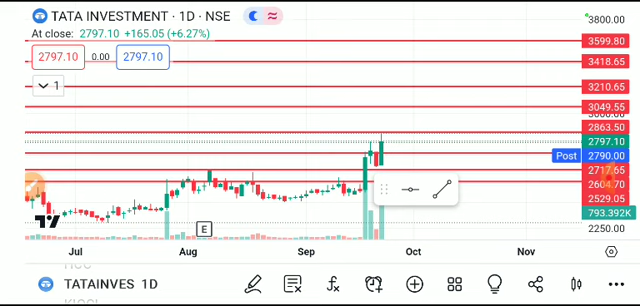 TATA INVESTMENT · 1D · NSE
At close: 2797.10 +165.05 (+6.27%)
2797.10 0.00 2797.10
1
3800.00
3599.80
3418.65
3210.65
3049.55
3000.00
2863.50
2797.10
Post 2790.00
2717.65
2604.70
2529.05
793.392K
2250.00
E
Jul Aug Sep Oct Nov
TATAINVES 1D